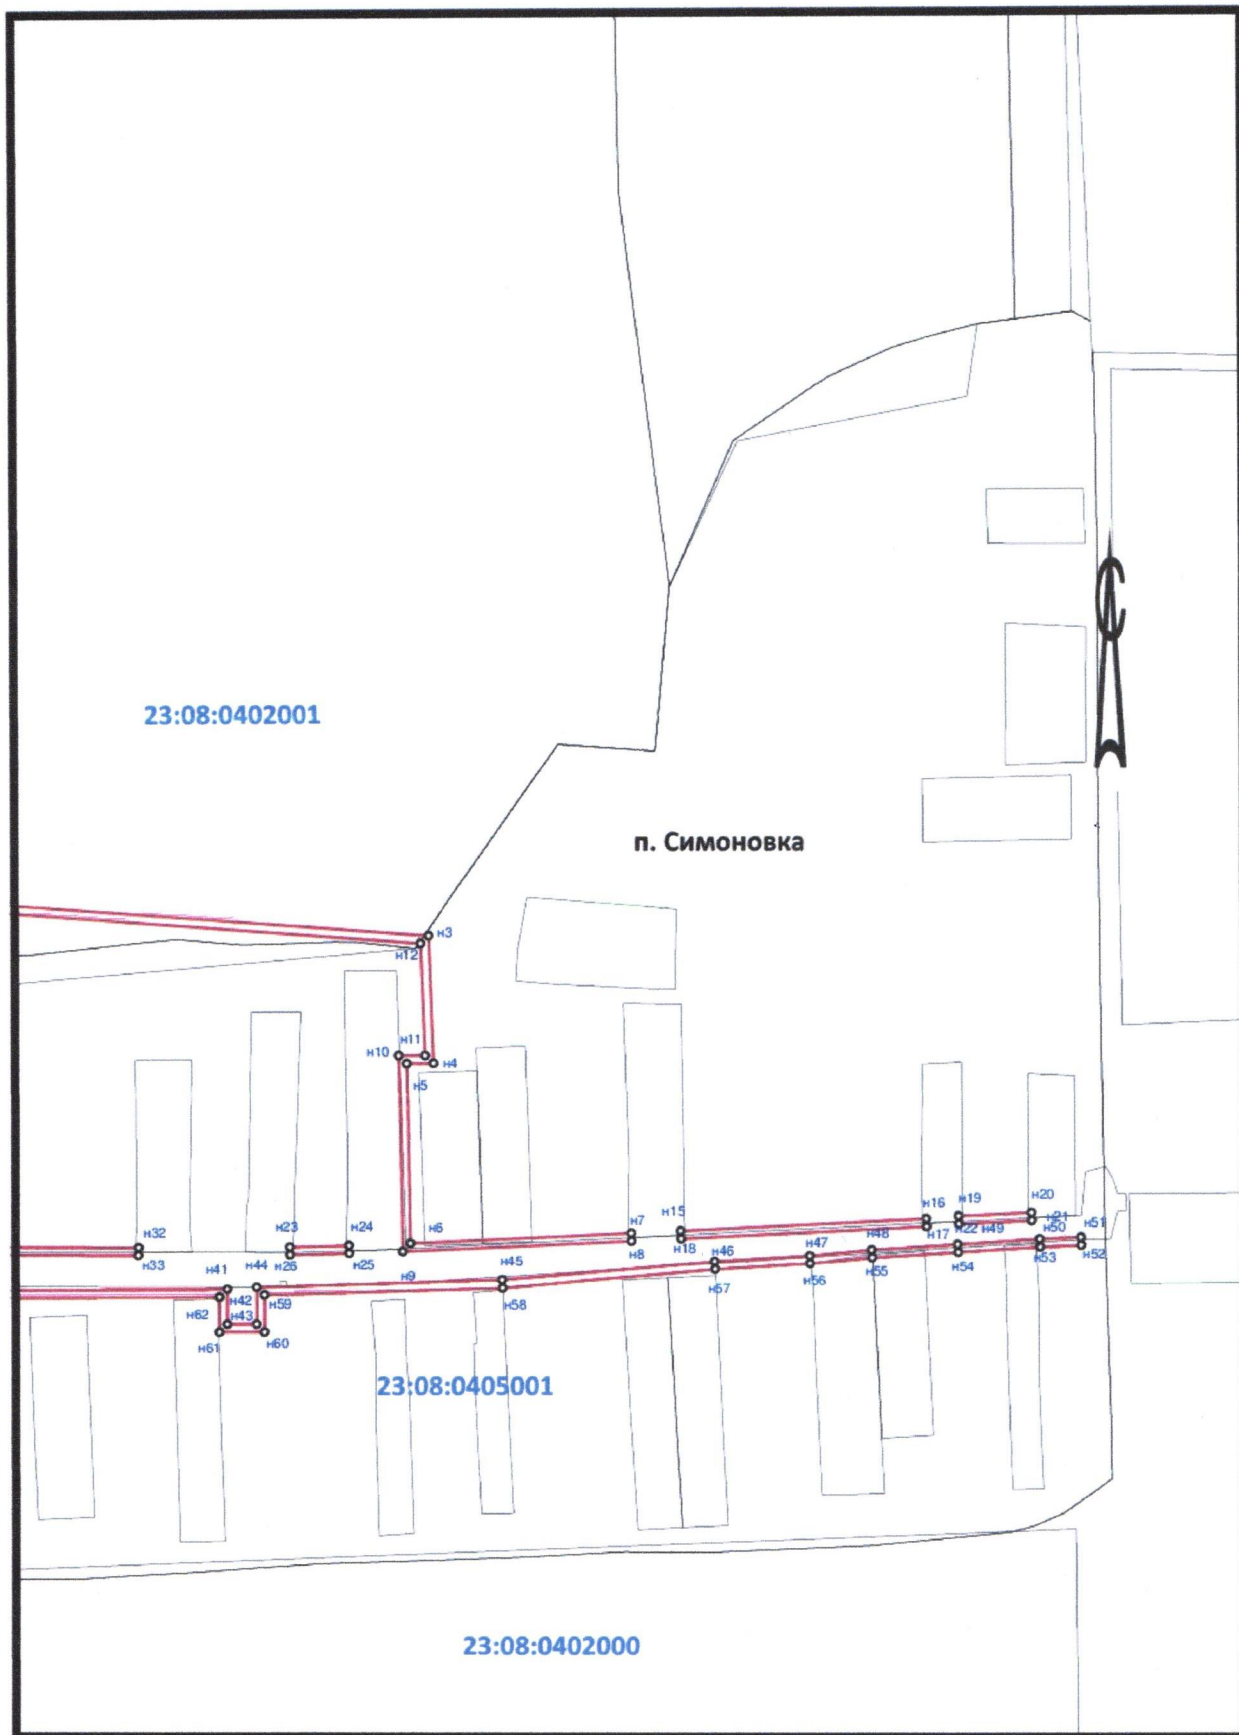 С
23:08:0402001
п. Симоновка
н3
н12
н11
н10
н4
н5
н6
н7
н15
н16
н19
н20
н32
н23
н24
н8
н18
н17
н22
н49
н21
н50
н51
н33
н44
н26
н25
н9
н45
н46
н47
н48
н54
н53
н52
н41
н42
н59
н58
н57
н56
н55
н62
н43
н61
н60
23:08:0405001
23:08:0402000